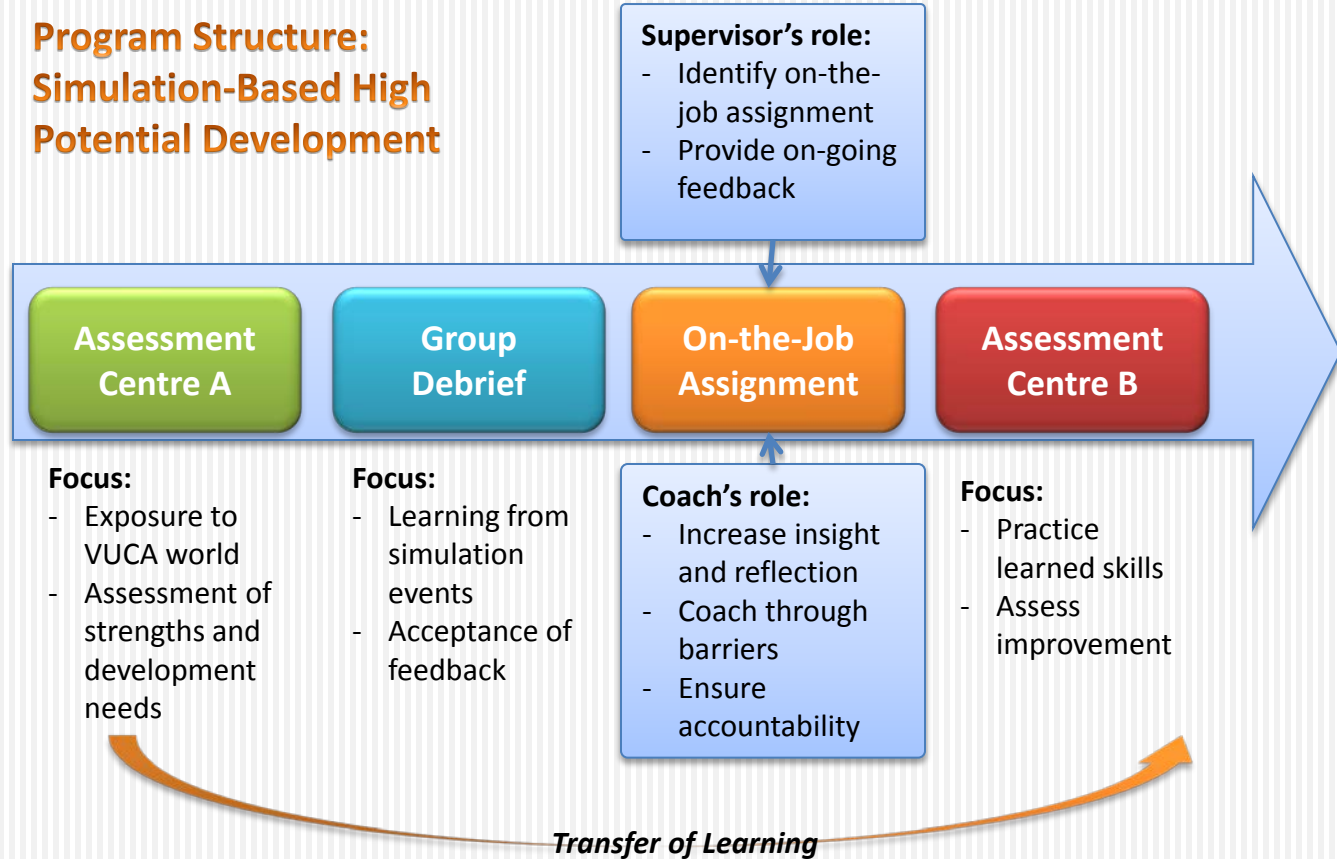 Program Structure:
Simulation-Based High
Potential Development
Supervisor's role:
- Identify on-the-
job assignment
- Provide on-going
feedback
Assessment
Centre A
Group
Debrief
On-the-Job
Assignment
Assessment
Centre B
Focus:
- Exposure to
VUCA world
- Assessment of
strengths and
development
needs
Focus:
- Learning from
simulation
events
- Acceptance of
feedback
Coach's role:
- Increase insight
and reflection
- Coach through
barriers
- Ensure
accountability
Focus:
- Practice
learned skills
- Assess
improvement
Transfer of Learning